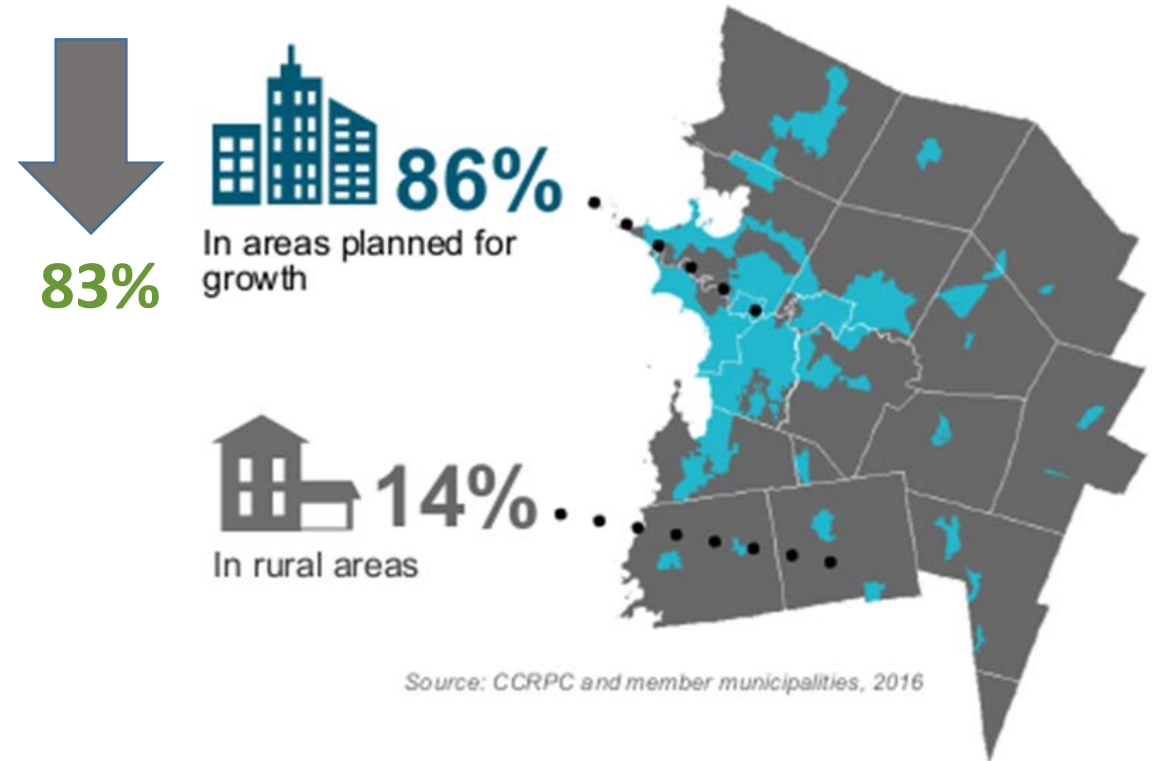 83%
86%
In areas planned for
growth
14%
In rural areas
Source: CCRPC and member municipalities, 2016